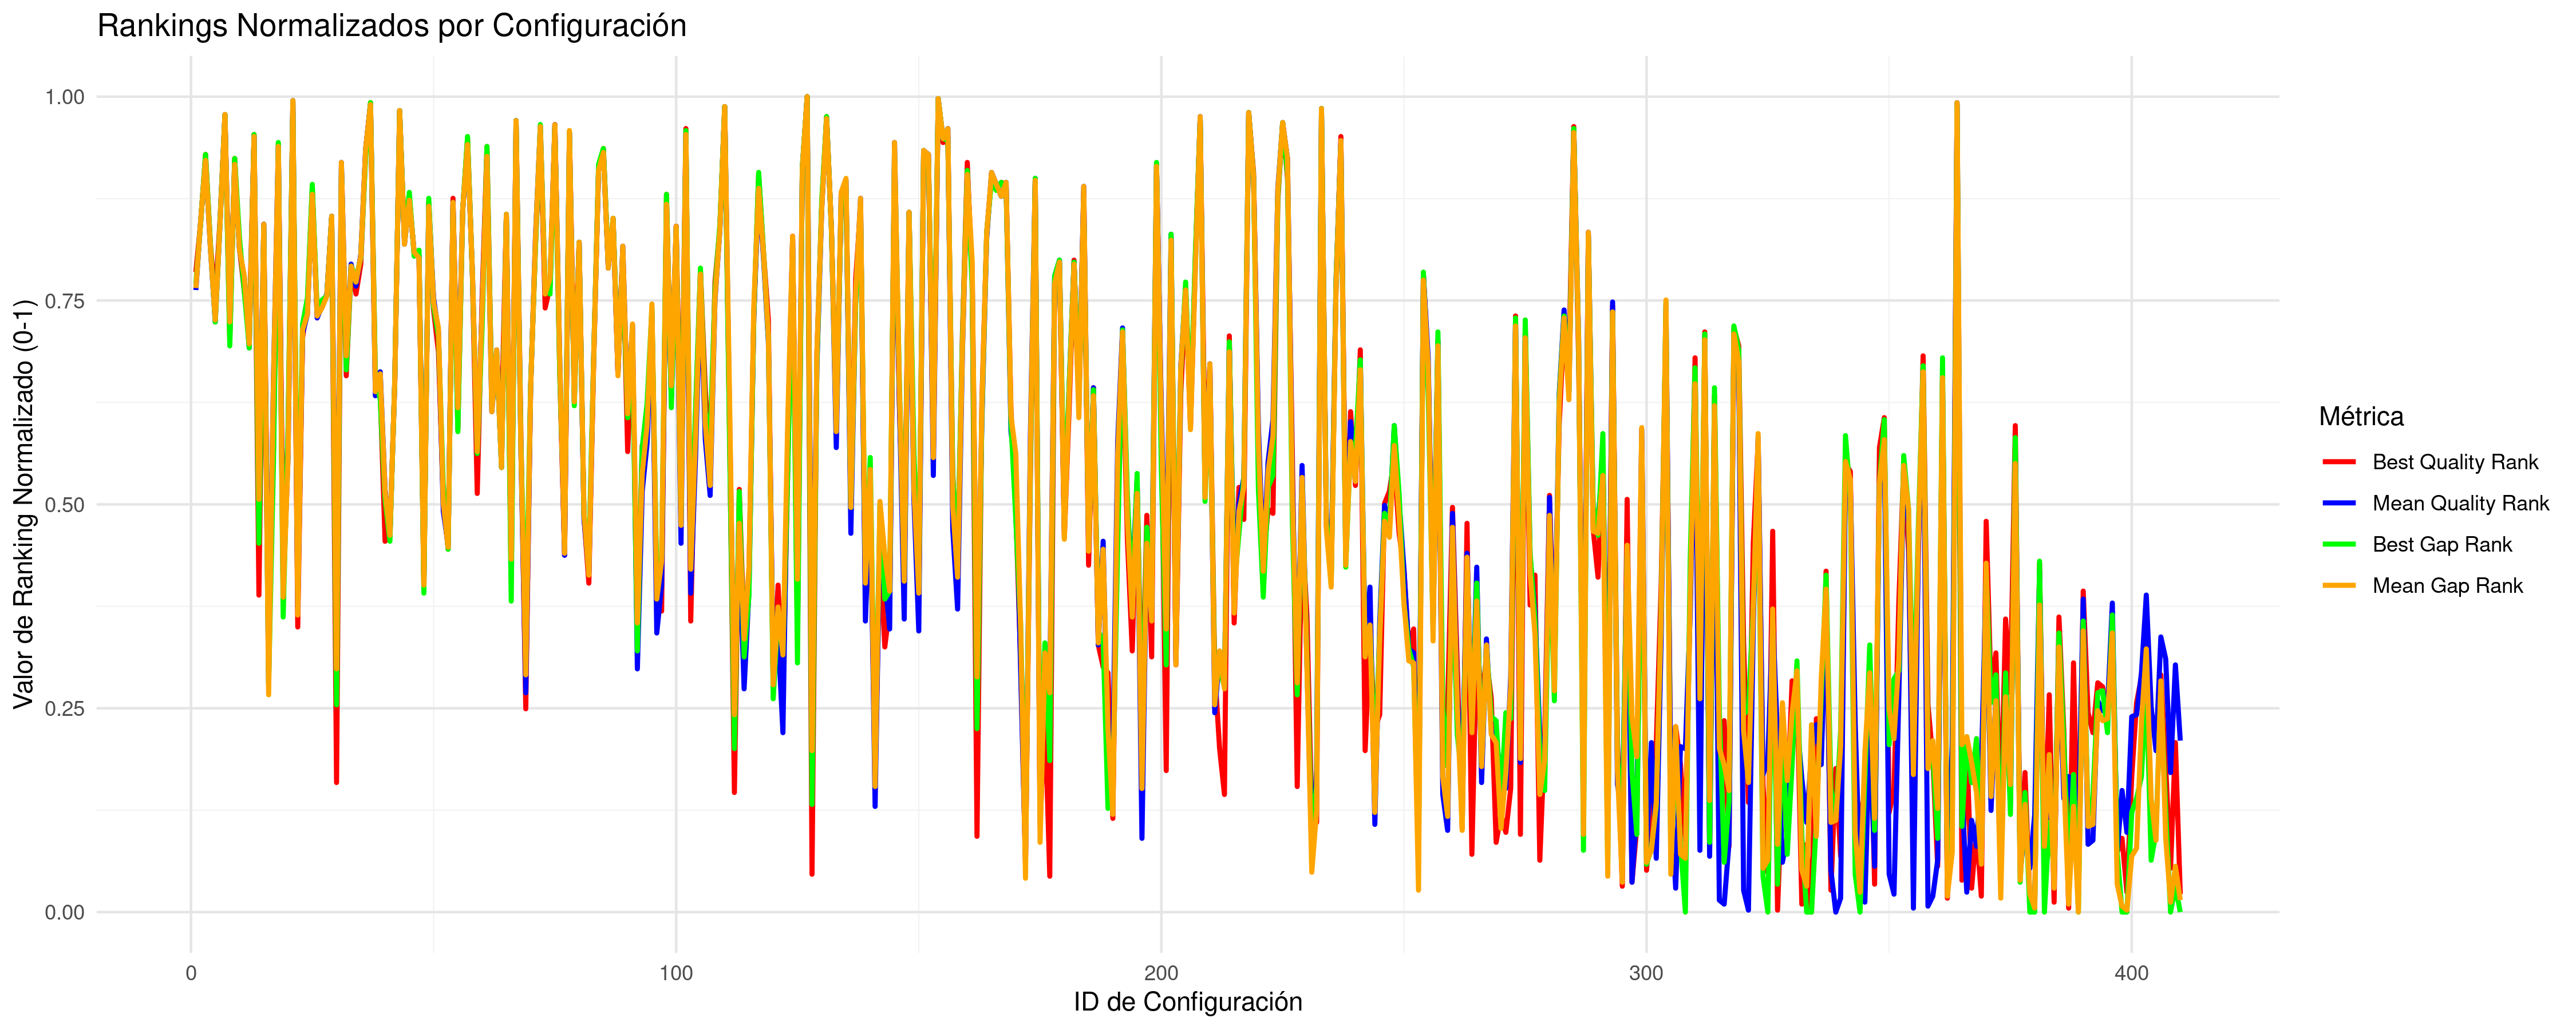 Rankings Normalizados por Configuración
Valor de Ranking Normalizado (0-1)
1.00
0.75
0.50
0.25
0.00
0
100
200
300
400
ID de Configuración
Métrica
Best Quality Rank
Mean Quality Rank
Best Gap Rank
Mean Gap Rank